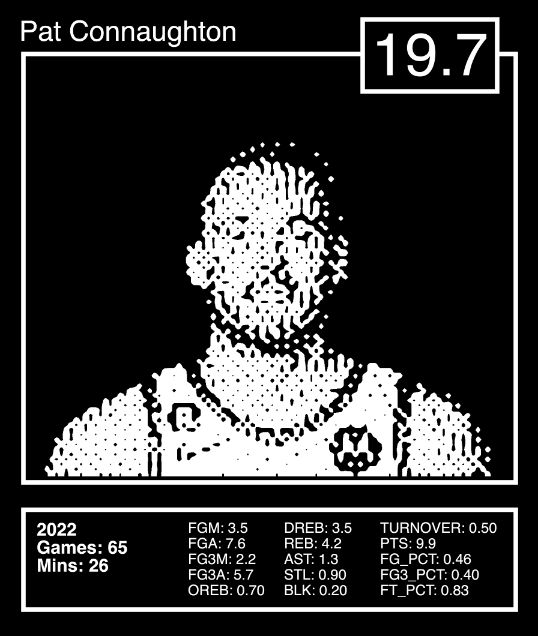 Pat Connaughton
19.7
2022
Games: 65
Mins: 26
FGM: 3.5
FGA: 7.6
FG3M: 2.2
FG3A: 5.7
OREB: 0.70
DREB: 3.5
REB: 4.2
AST: 1.3
STL: 0.90
BLK: 0.20
TURNOVER: 0.50
PTS: 9.9
FG_PCT: 0.46
FG3_PCT: 0.40
FT_PCT: 0.83